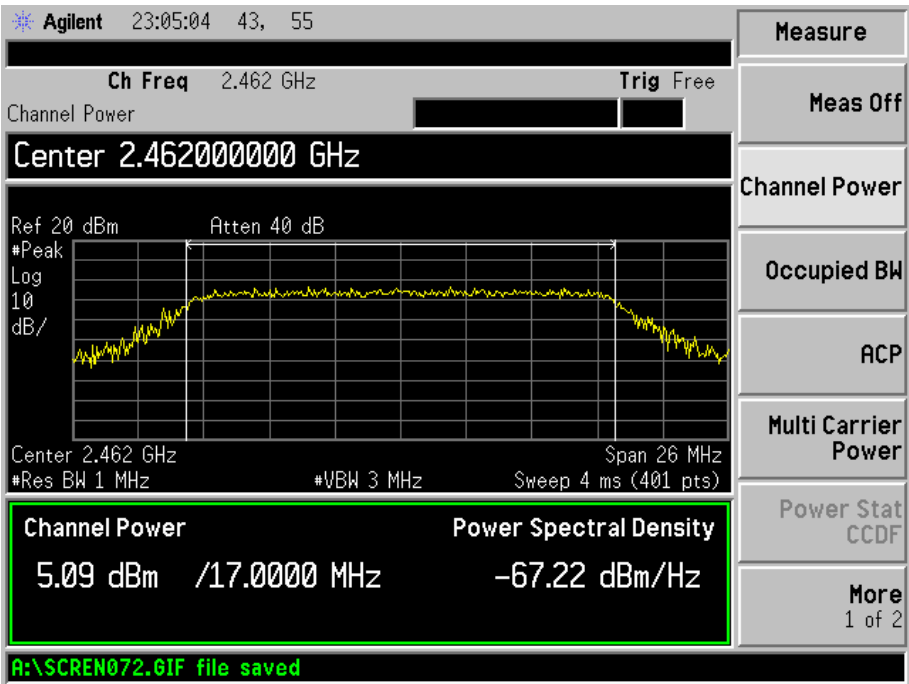 Agilent 23:05:04 43, 55
Measure
Ch Freq 2.462 GHz Trig Free
Channel Power
Meas Off
Center 2.462000000 GHz
Channel Power
Ref 20 dBm Atten 40 dB
#Peak
Log
10
dB/
Occupied BW
ACP
Multi Carrier
Power
Center 2.462 GHz Span 26 MHz
#Res BW 1 MHz #VBW 3 MHz Sweep 4 ms (401 pts)
Channel Power Power Spectral Density
5.09 dBm /17.0000 MHz -67.22 dBm/Hz
Power Stat
CCDF
More
1 of 2
A:\SCREN072.GIF file saved